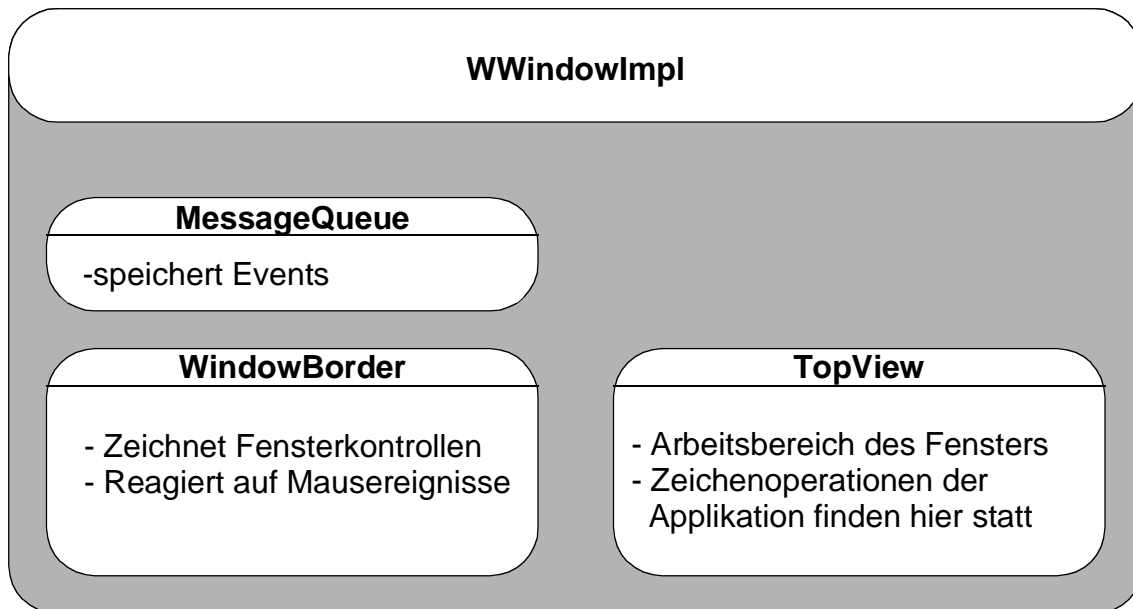 WWindowImpl
MessageQueue
-speichert Events
WindowBorder
- Zeichnet Fensterkontrollen
- Reagiert auf Mausereignisse
TopView
- Arbeitsbereich des Fensters
- Zeichenoperationen der
Applikation finden hier statt